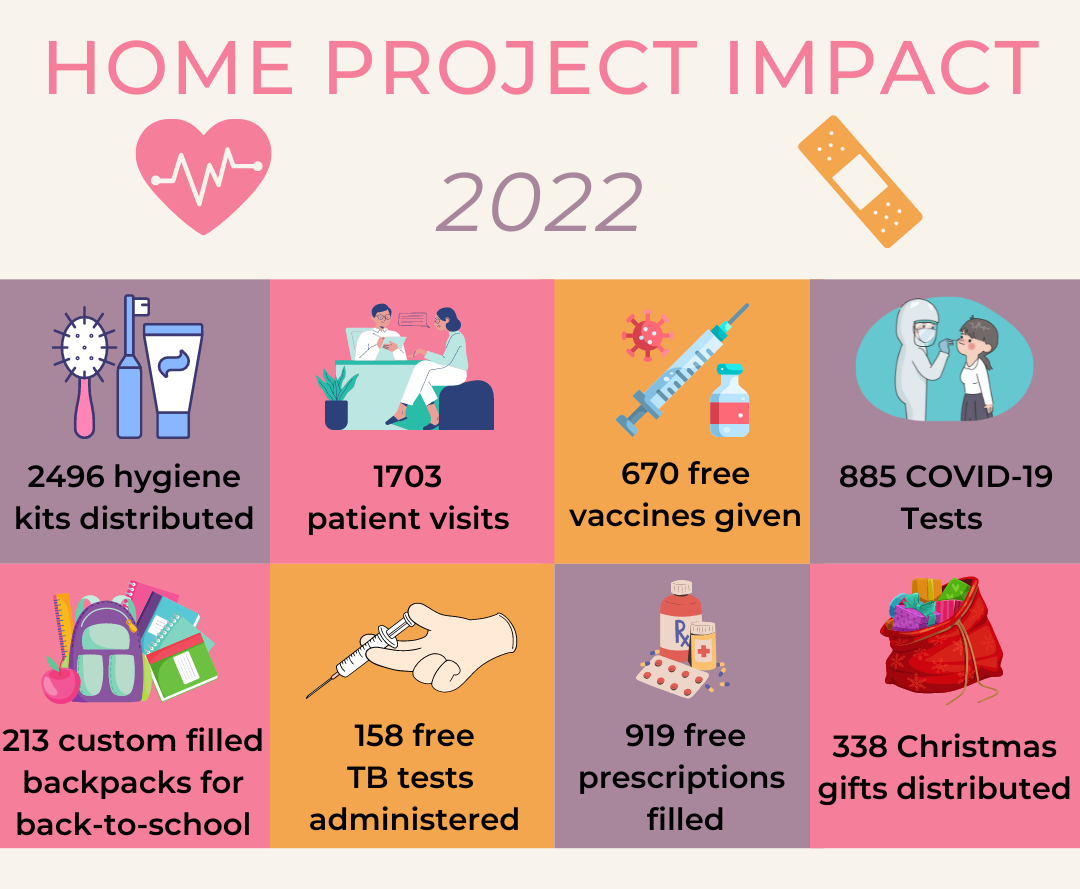 HOME PROJECT IMPACT
2022
2496 hygiene
kits distributed
1703
patient visits
670 free
vaccines given
885 COVID-19
Tests
213 custom filled
backpacks for
back-to-school
158 free
TB tests
administered
Rx
919 free
prescriptions
filled
338 Christmas
gifts distributed